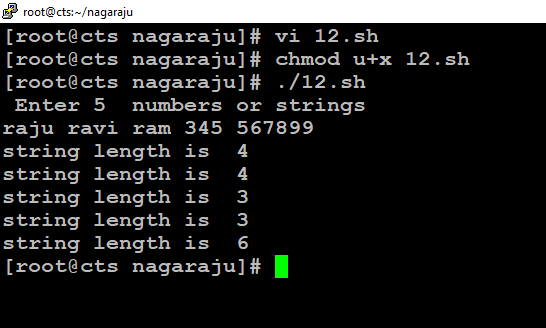 root@cts:~/nagaraju
[root@cts nagaraju]# vi 12.sh
[root@cts nagaraju]# chmod u+x 12.sh
[root@cts nagaraju]# ./12.sh
 Enter 5  numbers or strings
raju ravi ram 345 567899
string length is  4
string length is  4
string length is  3
string length is  3
string length is  6
[root@cts nagaraju]#